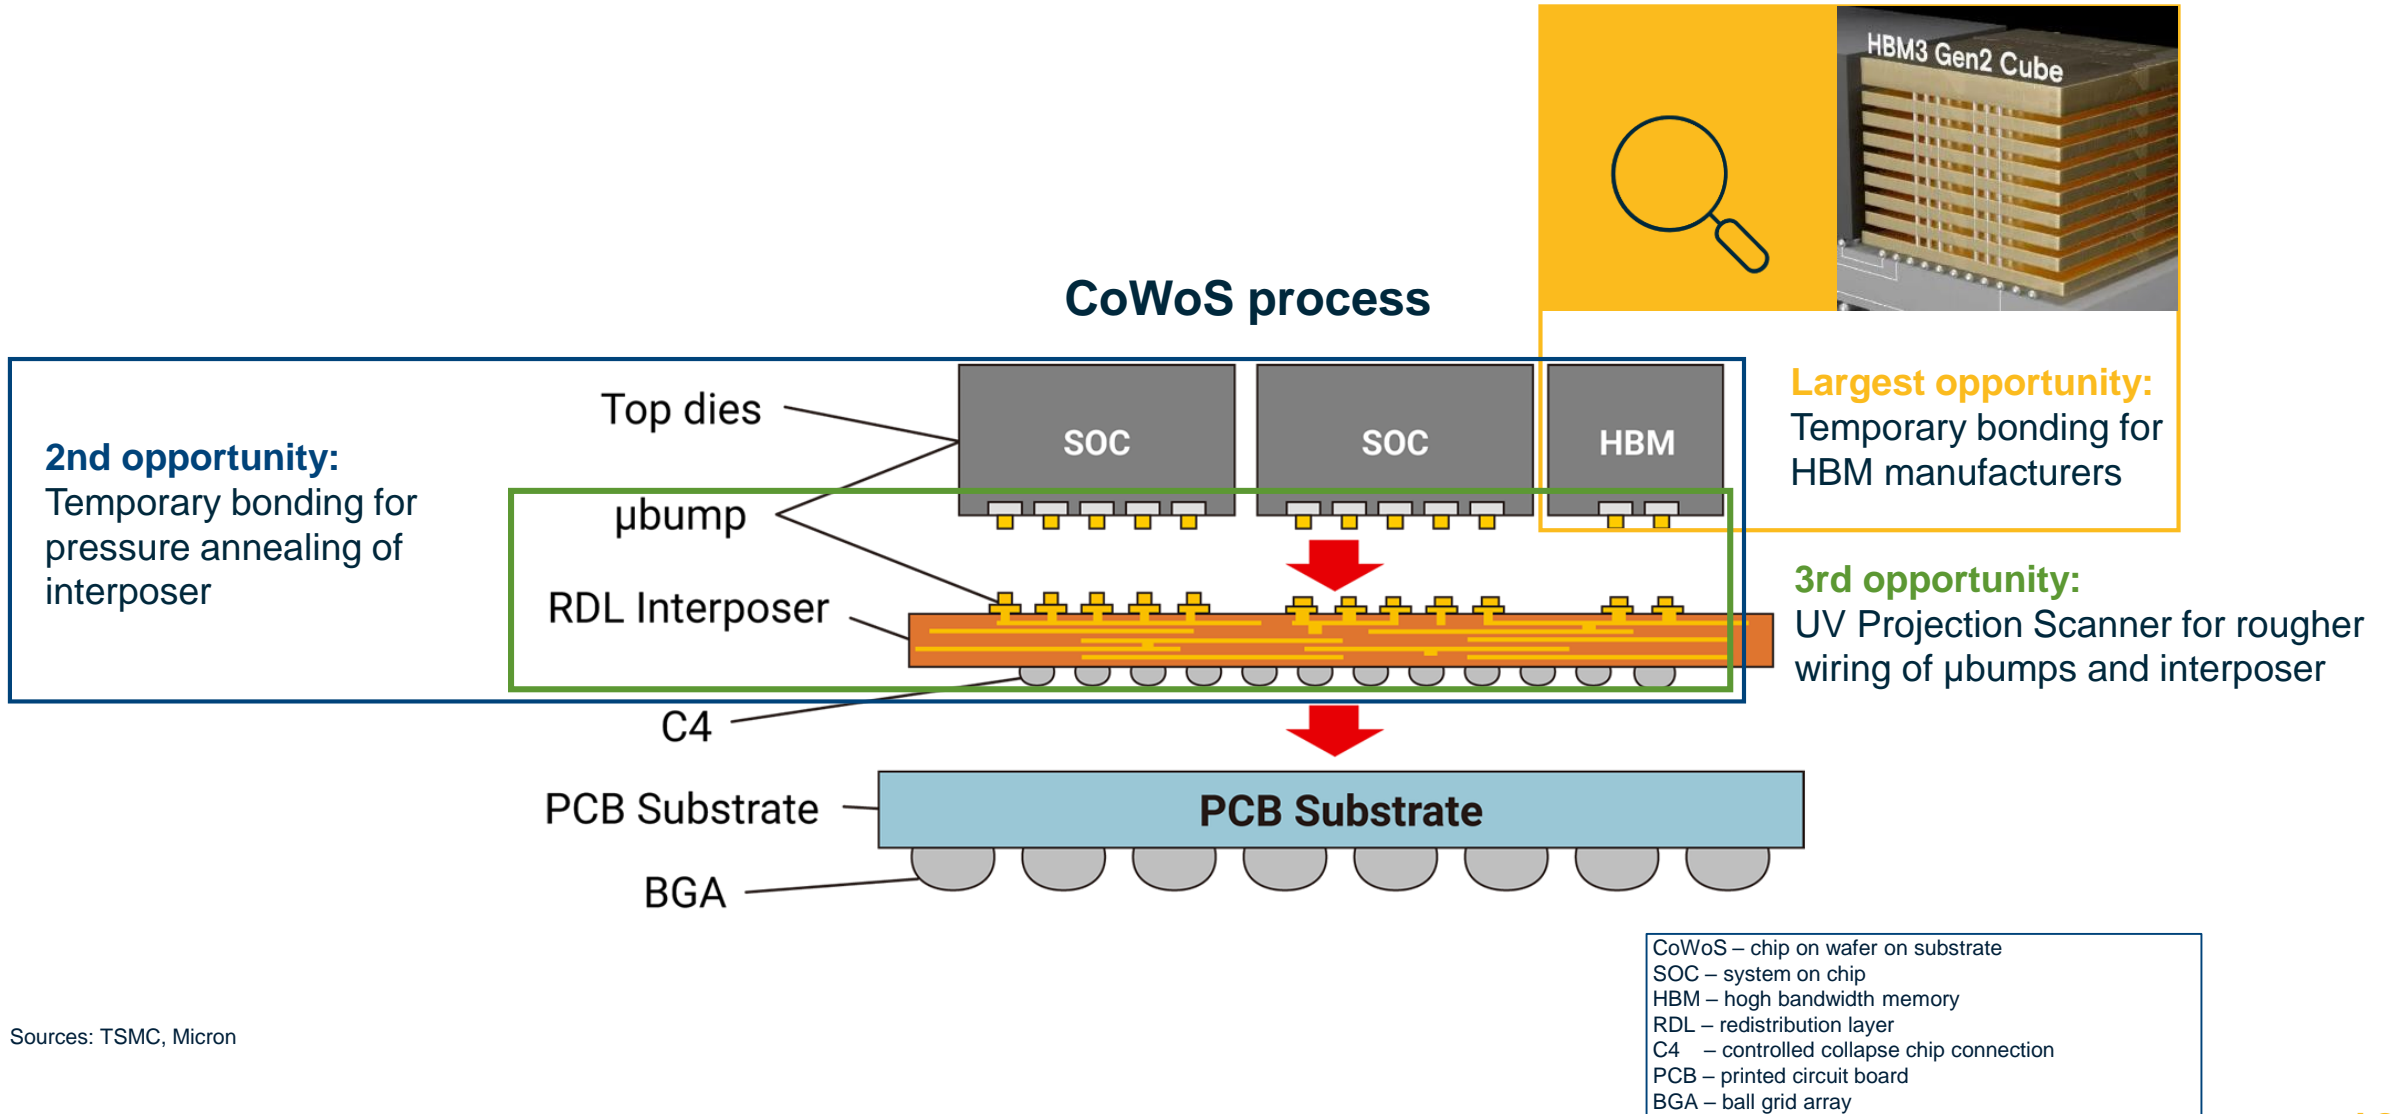 HBM3 Gen2 Cube
CoWoS process
Largest opportunity:
Temporary bonding for
HBM manufacturers
2nd opportunity:
Temporary bonding for
pressure annealing of
interposer
Top dies
SOC
SOC
HBM
µbump
RDL Interposer
3rd opportunity:
UV Projection Scanner for rougher
wiring of µbumps and interposer
C4
PCB Substrate
PCB Substrate
BGA
CoWoS – chip on wafer on substrate
SOC – system on chip
HBM – hogh bandwidth memory
RDL – redistribution layer
C4 – controlled collapse chip connection
PCB – printed circuit board
BGA – ball grid array
Sources: TSMC, Micron